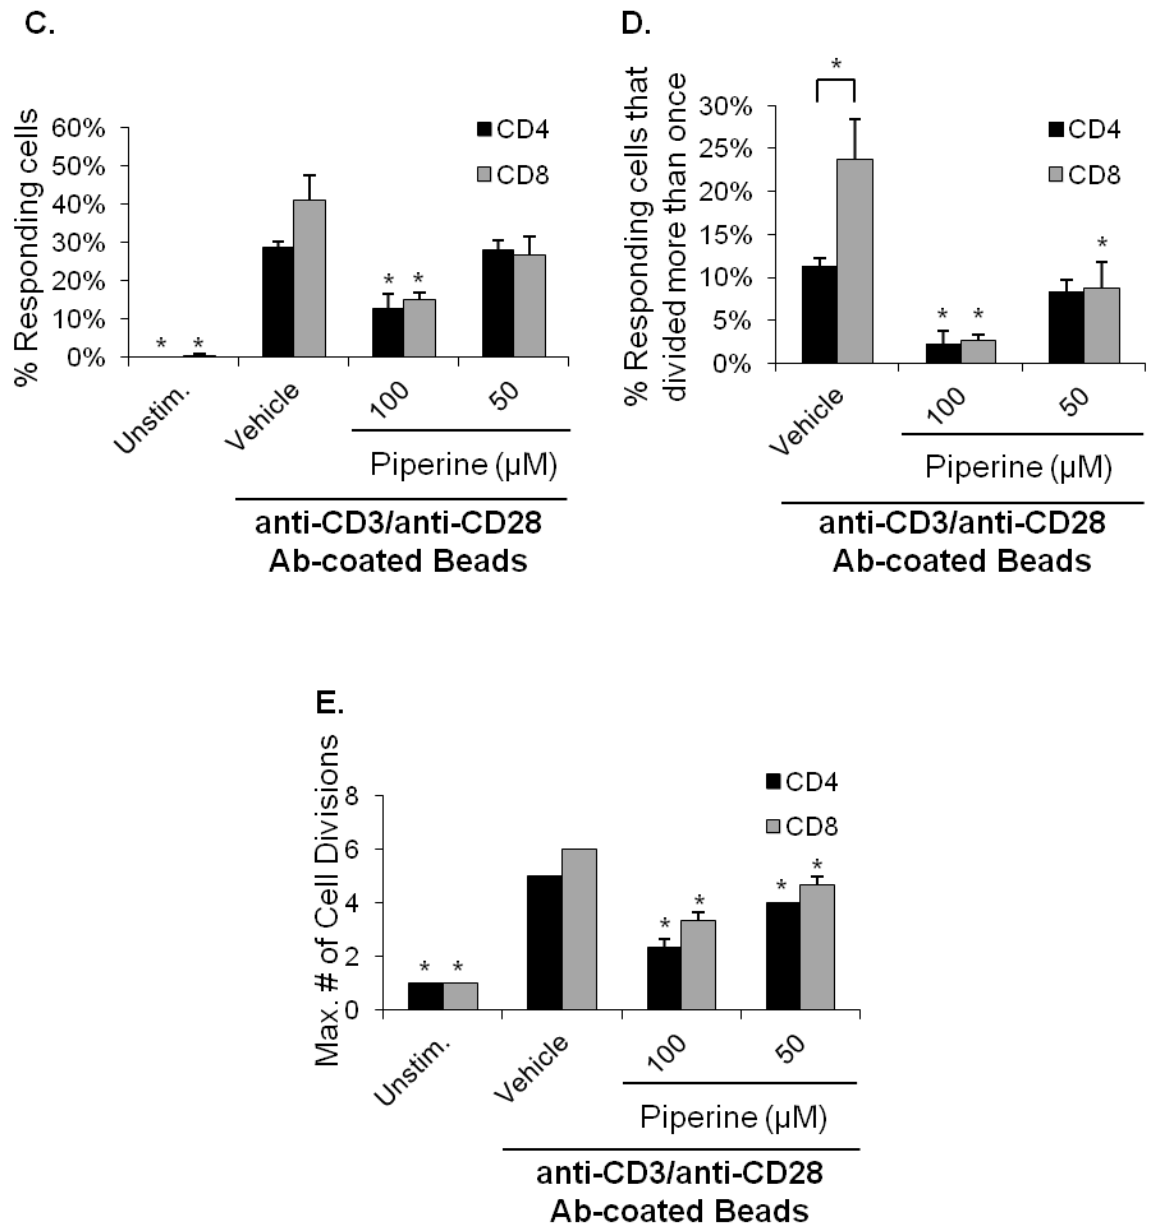 C.
% Responding cells
60%
50%
40%
30%
20%
10%
0%
CD4
CD8
* *
* *
Unstim.
Vehicle
100
50
Piperine (µM)
anti-CD3/anti-CD28
Ab-coated Beads
D.
% Responding cells that
divided more than once
30%
25%
20%
15%
10%
5%
0%
*
CD4
CD8
* *
*
Vehicle
100
50
Piperine (µM)
anti-CD3/anti-CD28
Ab-coated Beads
E.
Max. # of Cell Divisions
8
6
4
2
0
CD4
CD8
* *
* *
* *
Unstim.
Vehicle
100
50
Piperine (µM)
anti-CD3/anti-CD28
Ab-coated Beads